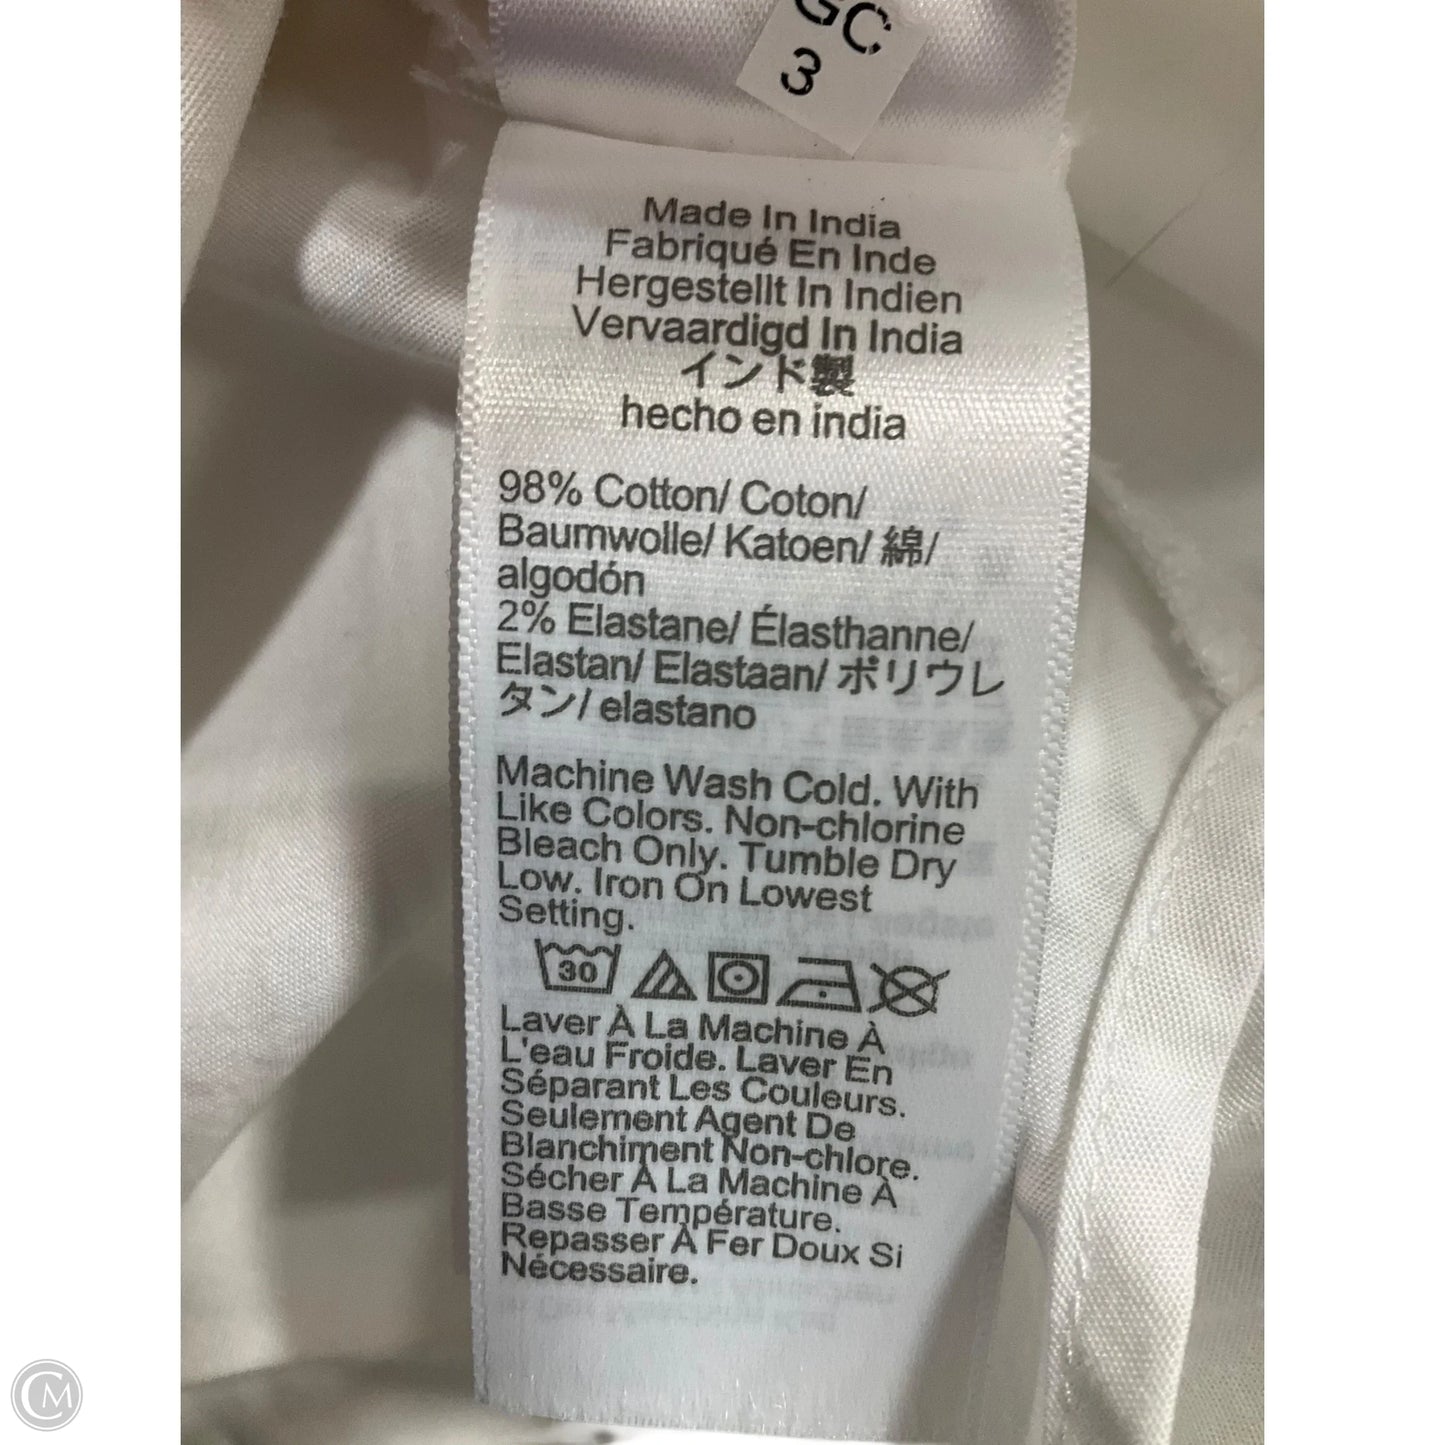 GC
3
Made In India
Fabriqué En Inde
Hergestellt In Indien
Vervaardigd In India
インド製
hecho en india
98% Cotton/ Coton/
Baumwolle/ Katoen/ 綿/
algodón
2% Elastane/ Élasthanne/
Elastan/ Elastaan/ ポリウレ
タン/ elastano
Machine Wash Cold. With
Like Colors. Non-chlorine
Bleach Only. Tumble Dry
Low. Iron On Lowest
Setting.
30
Laver À La Machine À
L'eau Froide. Laver En
Séparant Les Couleurs.
Seulement Agent De
Blanchiment Non-chlore.
Sécher À La Machine À
Basse Température.
Repasser À Fer Doux Si
Nécessaire.
CM